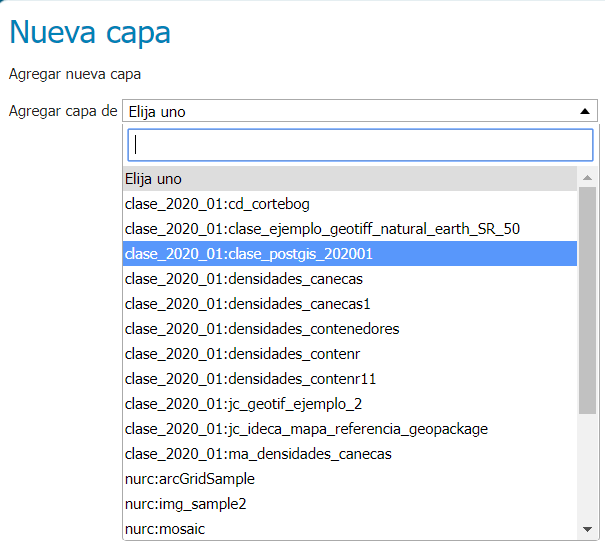 Nueva capa
Agregar nueva capa
Agregar capa de Elija uno
Elija uno
clase_2020_01:cd_cortebog
clase_2020_01:clase_ejemplo_geotiff_natural_earth_SR_50
clase_2020_01:clase_postgis_202001
clase_2020_01:densidades_canecas
clase_2020_01:densidades_canecas1
clase_2020_01:densidades_contenedores
clase_2020_01:densidades_contenr
clase_2020_01:densidades_contenr11
clase_2020_01:jc_geotif_ejemplo_2
clase_2020_01:jc_ideca_mapa_referencia_geopackage
clase_2020_01:ma_densidades_canecas
nurc:arcGridSample
nurc:img_sample2
nurc:mosaic